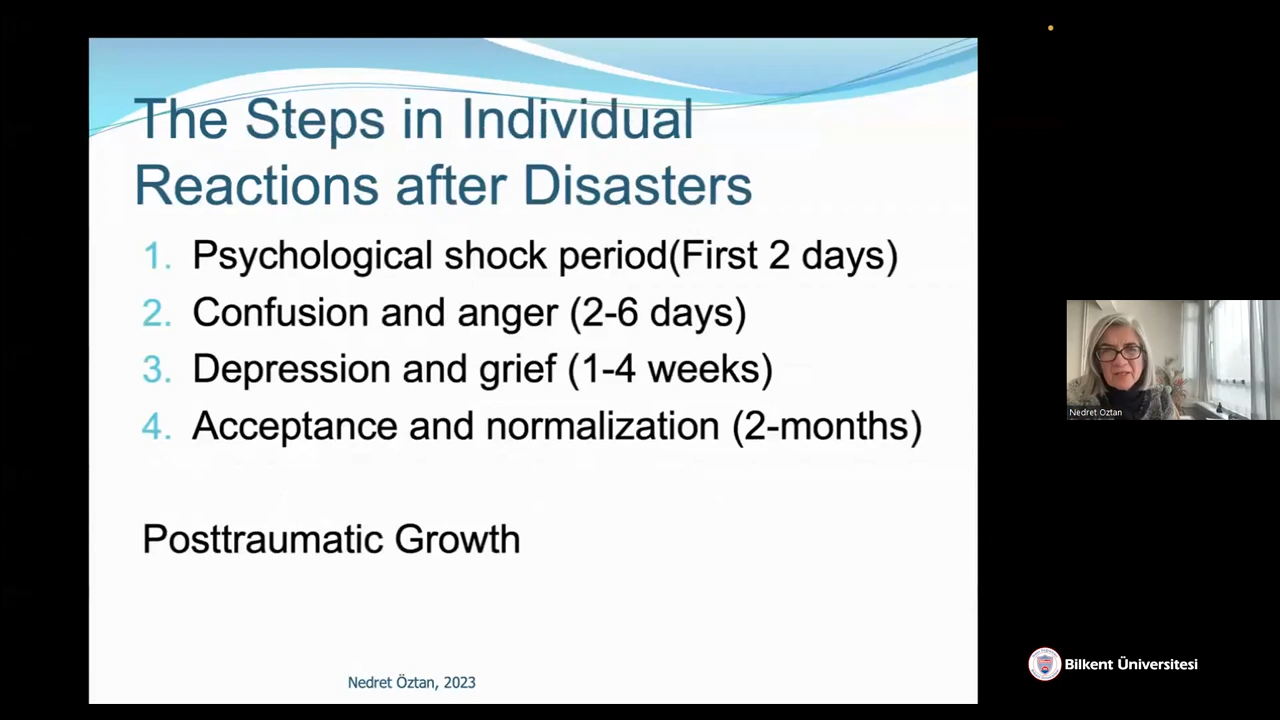 The Steps in Individual
Reactions after Disasters
1. Psychological shock period(First 2 days)
2. Confusion and anger (2-6 days)
3. Depression and grief (1-4 weeks)
4. Acceptance and normalization (2-months)
Posttraumatic Growth
Nedret Öztan, 2023
Nedret Oztan
Bilkent Üniversitesi